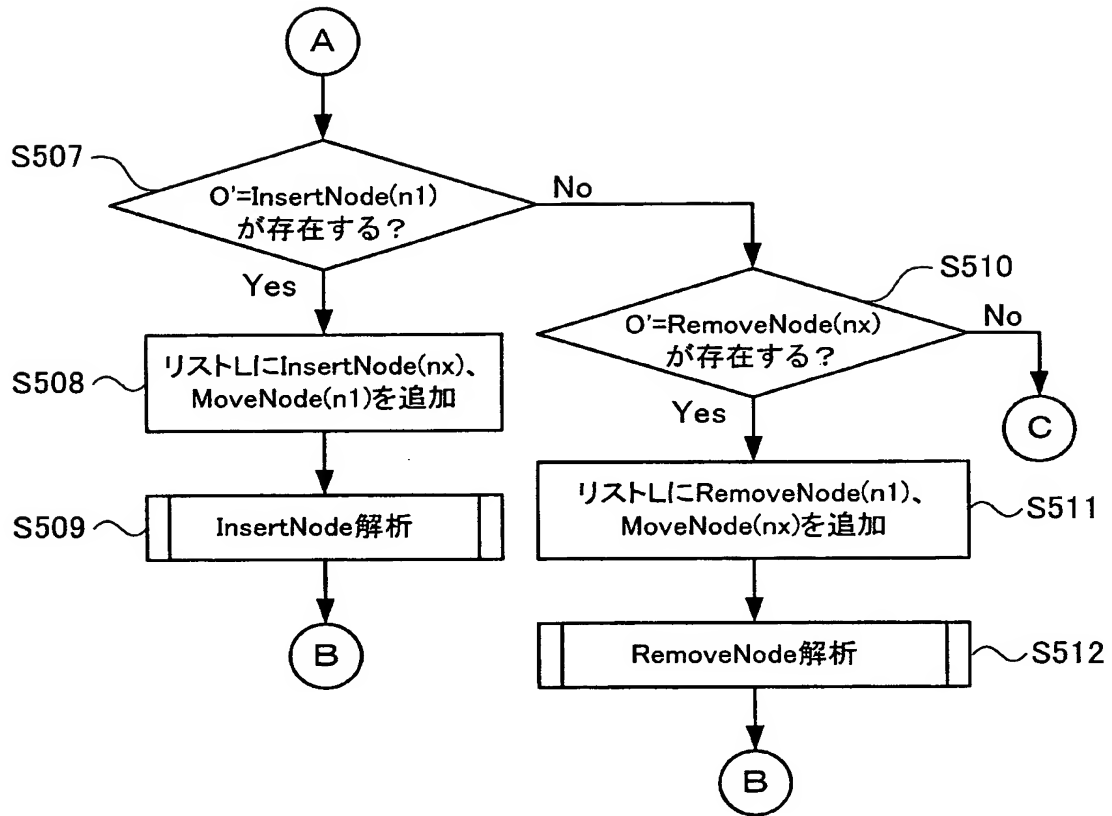 A
S507
O'=InsertNode(n1)
が存在する？
No
Yes
S510
O'=RemoveNode(nx)
が存在する？
No
Yes
C
S508
リストLにInsertNode(nx)、
MoveNode(n1)を追加
S509
InsertNode解析
B
リストLにRemoveNode(n1)、
MoveNode(nx)を追加
S511
RemoveNode解析
S512
B